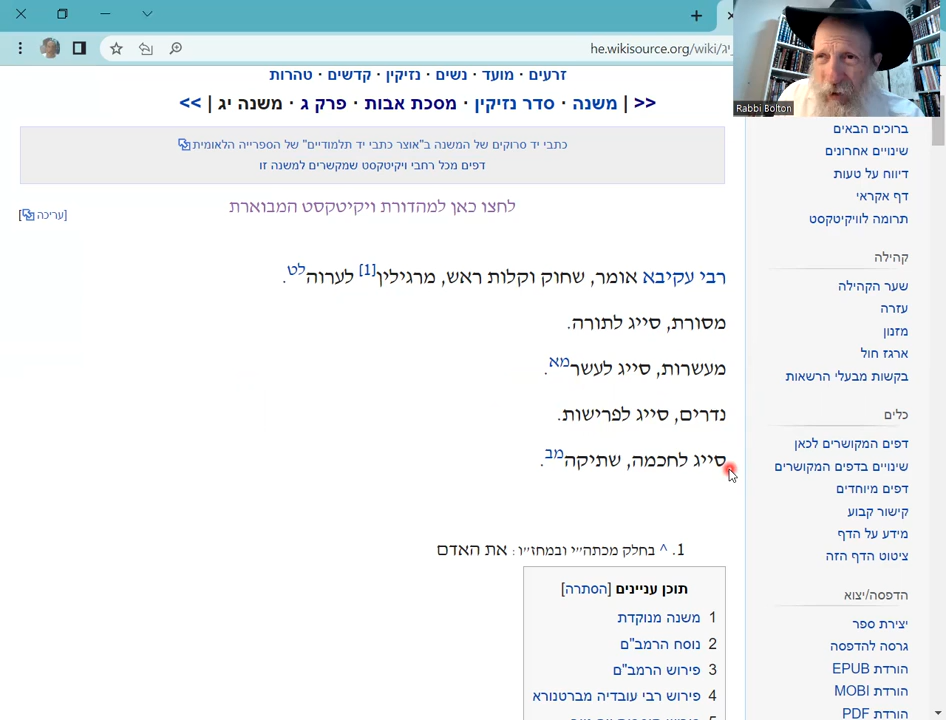 he.wikisource.org/wiki/יג
Rabbi Bolton
זרעים · מועד · נשים · נזיקין · קדשים · טהרות
<< | משנה · סדר נזיקין · מסכת אבות · פרק ג · משנה יג | >>
כתבי יד סרוקים של המשנה ב"אוצר כתבי יד תלמודיים" של הספרייה הלאומית
דפים מכל רחבי ויקיטקסט שמקשרים למשנה זו
לחצו כאן למהדורת ויקיטקסט המבוארת
[עריכה]
רבי עקיבא אומר, שחוק וקלות ראש, מרגילין[1] לערוהלט.
מסורת, סייג לתורה.
מעשרות, סייג לעשרמא.
נדרים, סייג לפרישות.
סייג לחכמה, שתיקהמב.
1. ^ בחלק מכתה״י ובמחז״ו : את האדם
תוכן עניינים [הסתרה]
1 משנה מנוקדת
2 נוסח הרמב"ם
3 פירוש הרמב"ם
4 פירוש רבי עובדיה מברטנורא
ברוכים הבאים
שינויים אחרונים
דיווח על טעות
דף אקראי
תרומה לוויקיטקסט
קהילה
שער הקהילה
עזרה
מזנון
ארגז חול
בקשות מבעלי הרשאות
כלים
דפים המקושרים לכאן
שינויים בדפים המקושרים
דפים מיוחדים
קישור קבוע
מידע על הדף
ציטוט הדף הזה
הדפסה/יצוא
יצירת ספר
גרסה להדפסה
הורדת EPUB
הורדת MOBI
הורדת PDF